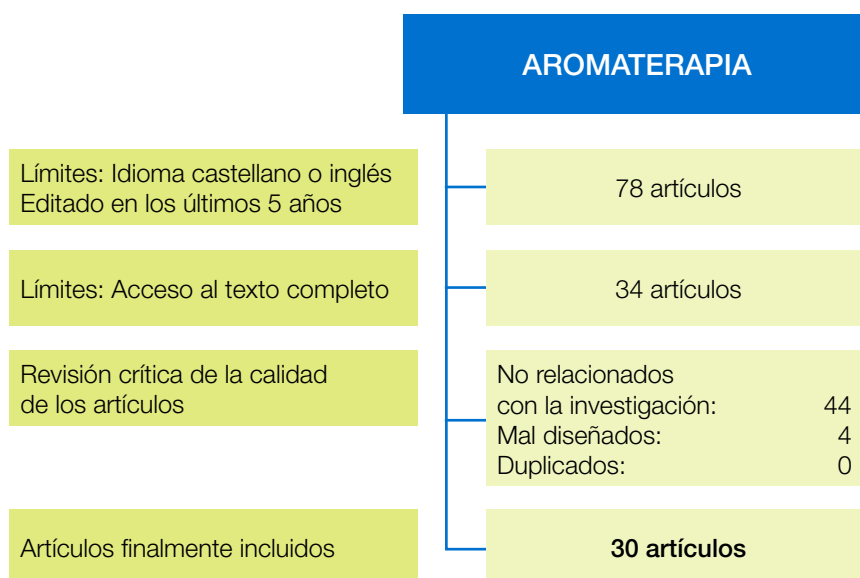 AROMATERAPIA
Límites: Idioma castellano o inglés
Editado en los últimos 5 años
78 artículos
Límites: Acceso al texto completo
34 artículos
Revisión crítica de la calidad
de los artículos
No relacionados
con la investigación: 44
Mal diseñados: 4
Duplicados: 0
Artículos finalmente incluidos
30 artículos